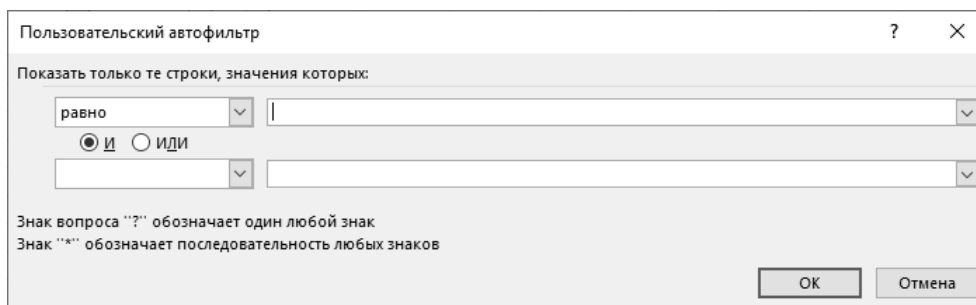 Пользовательский автофильтр ?
Показать только те строки, значения которых:
равно
И ИЛИ
Знак вопроса "?" обозначает один любой знак
Знак "*" обозначает последовательность любых знаков
ОК Отмена